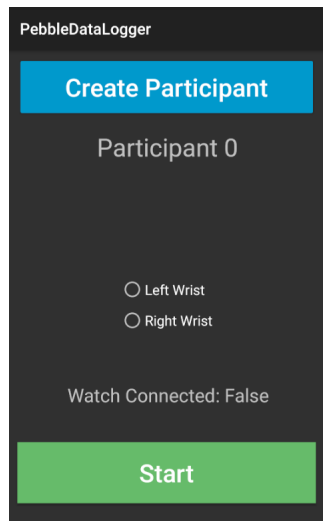 PebbleDataLogger
Create Participant
Participant 0
Left Wrist
Right Wrist
Watch Connected: False
Start